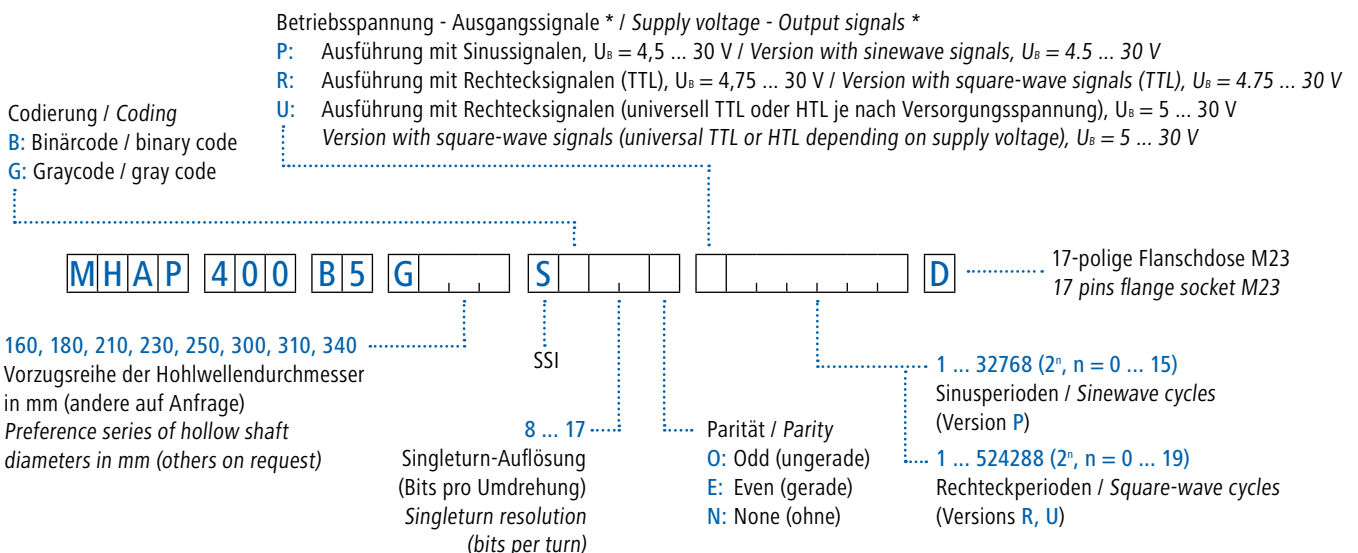 Betriebsspannung - Ausgangssignale * / Supply voltage - Output signals *
P: Ausführung mit Sinussignalen, UB = 4,5 ... 30 V / Version with sinewave signals, UB = 4.5 ... 30 V
R: Ausführung mit Rechtecksignalen (TTL), UB = 4,75 ... 30 V / Version with square-wave signals (TTL), UB = 4.75 ... 30 V
U: Ausführung mit Rechtecksignalen (universell TTL oder HTL je nach Versorgungsspannung), UB = 5 ... 30 V
Version with square-wave signals (universal TTL or HTL depending on supply voltage), UB = 5 ... 30 V
Codierung / Coding
B: Binärcode / binary code
G: Graycode / gray code
MHAP 400 B5 G S D
17-polige Flanschdose M23
17 pins flange socket M23
160, 180, 210, 230, 250, 300, 310, 340
Vorzugsreihe der Hohlwellendurchmesser
in mm (andere auf Anfrage)
Preference series of hollow shaft
diameters in mm (others on request)
SSI
8 ... 17
Singleturn-Auflösung
(Bits pro Umdrehung)
Singleturn resolution
(bits per turn)
Parität / Parity
O: Odd (ungerade)
E: Even (gerade)
N: None (ohne)
1 ... 32768 (2ⁿ, n = 0 ... 15)
Sinusperioden / Sinewave cycles
(Version P)
1 ... 524288 (2ⁿ, n = 0 ... 19)
Rechteckperioden / Square-wave cycles
(Versions R, U)